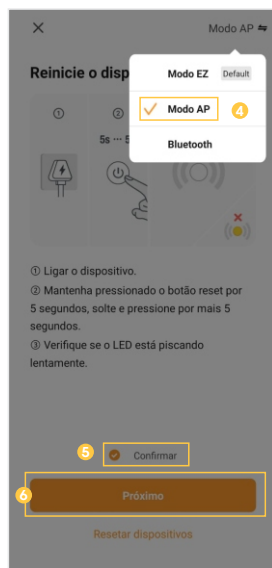 Modo AP
Reinicie o disp
Modo EZ Default
Modo AP 4
Bluetooth
① ②
5s ··· 5
① Ligar o dispositivo.
② Mantenha pressionado o botão reset por
5 segundos, solte e pressione por mais 5
segundos.
③ Verifique se o LED está piscando
lentamente.
5 Confirmar
6 Próximo
Resetar dispositivos